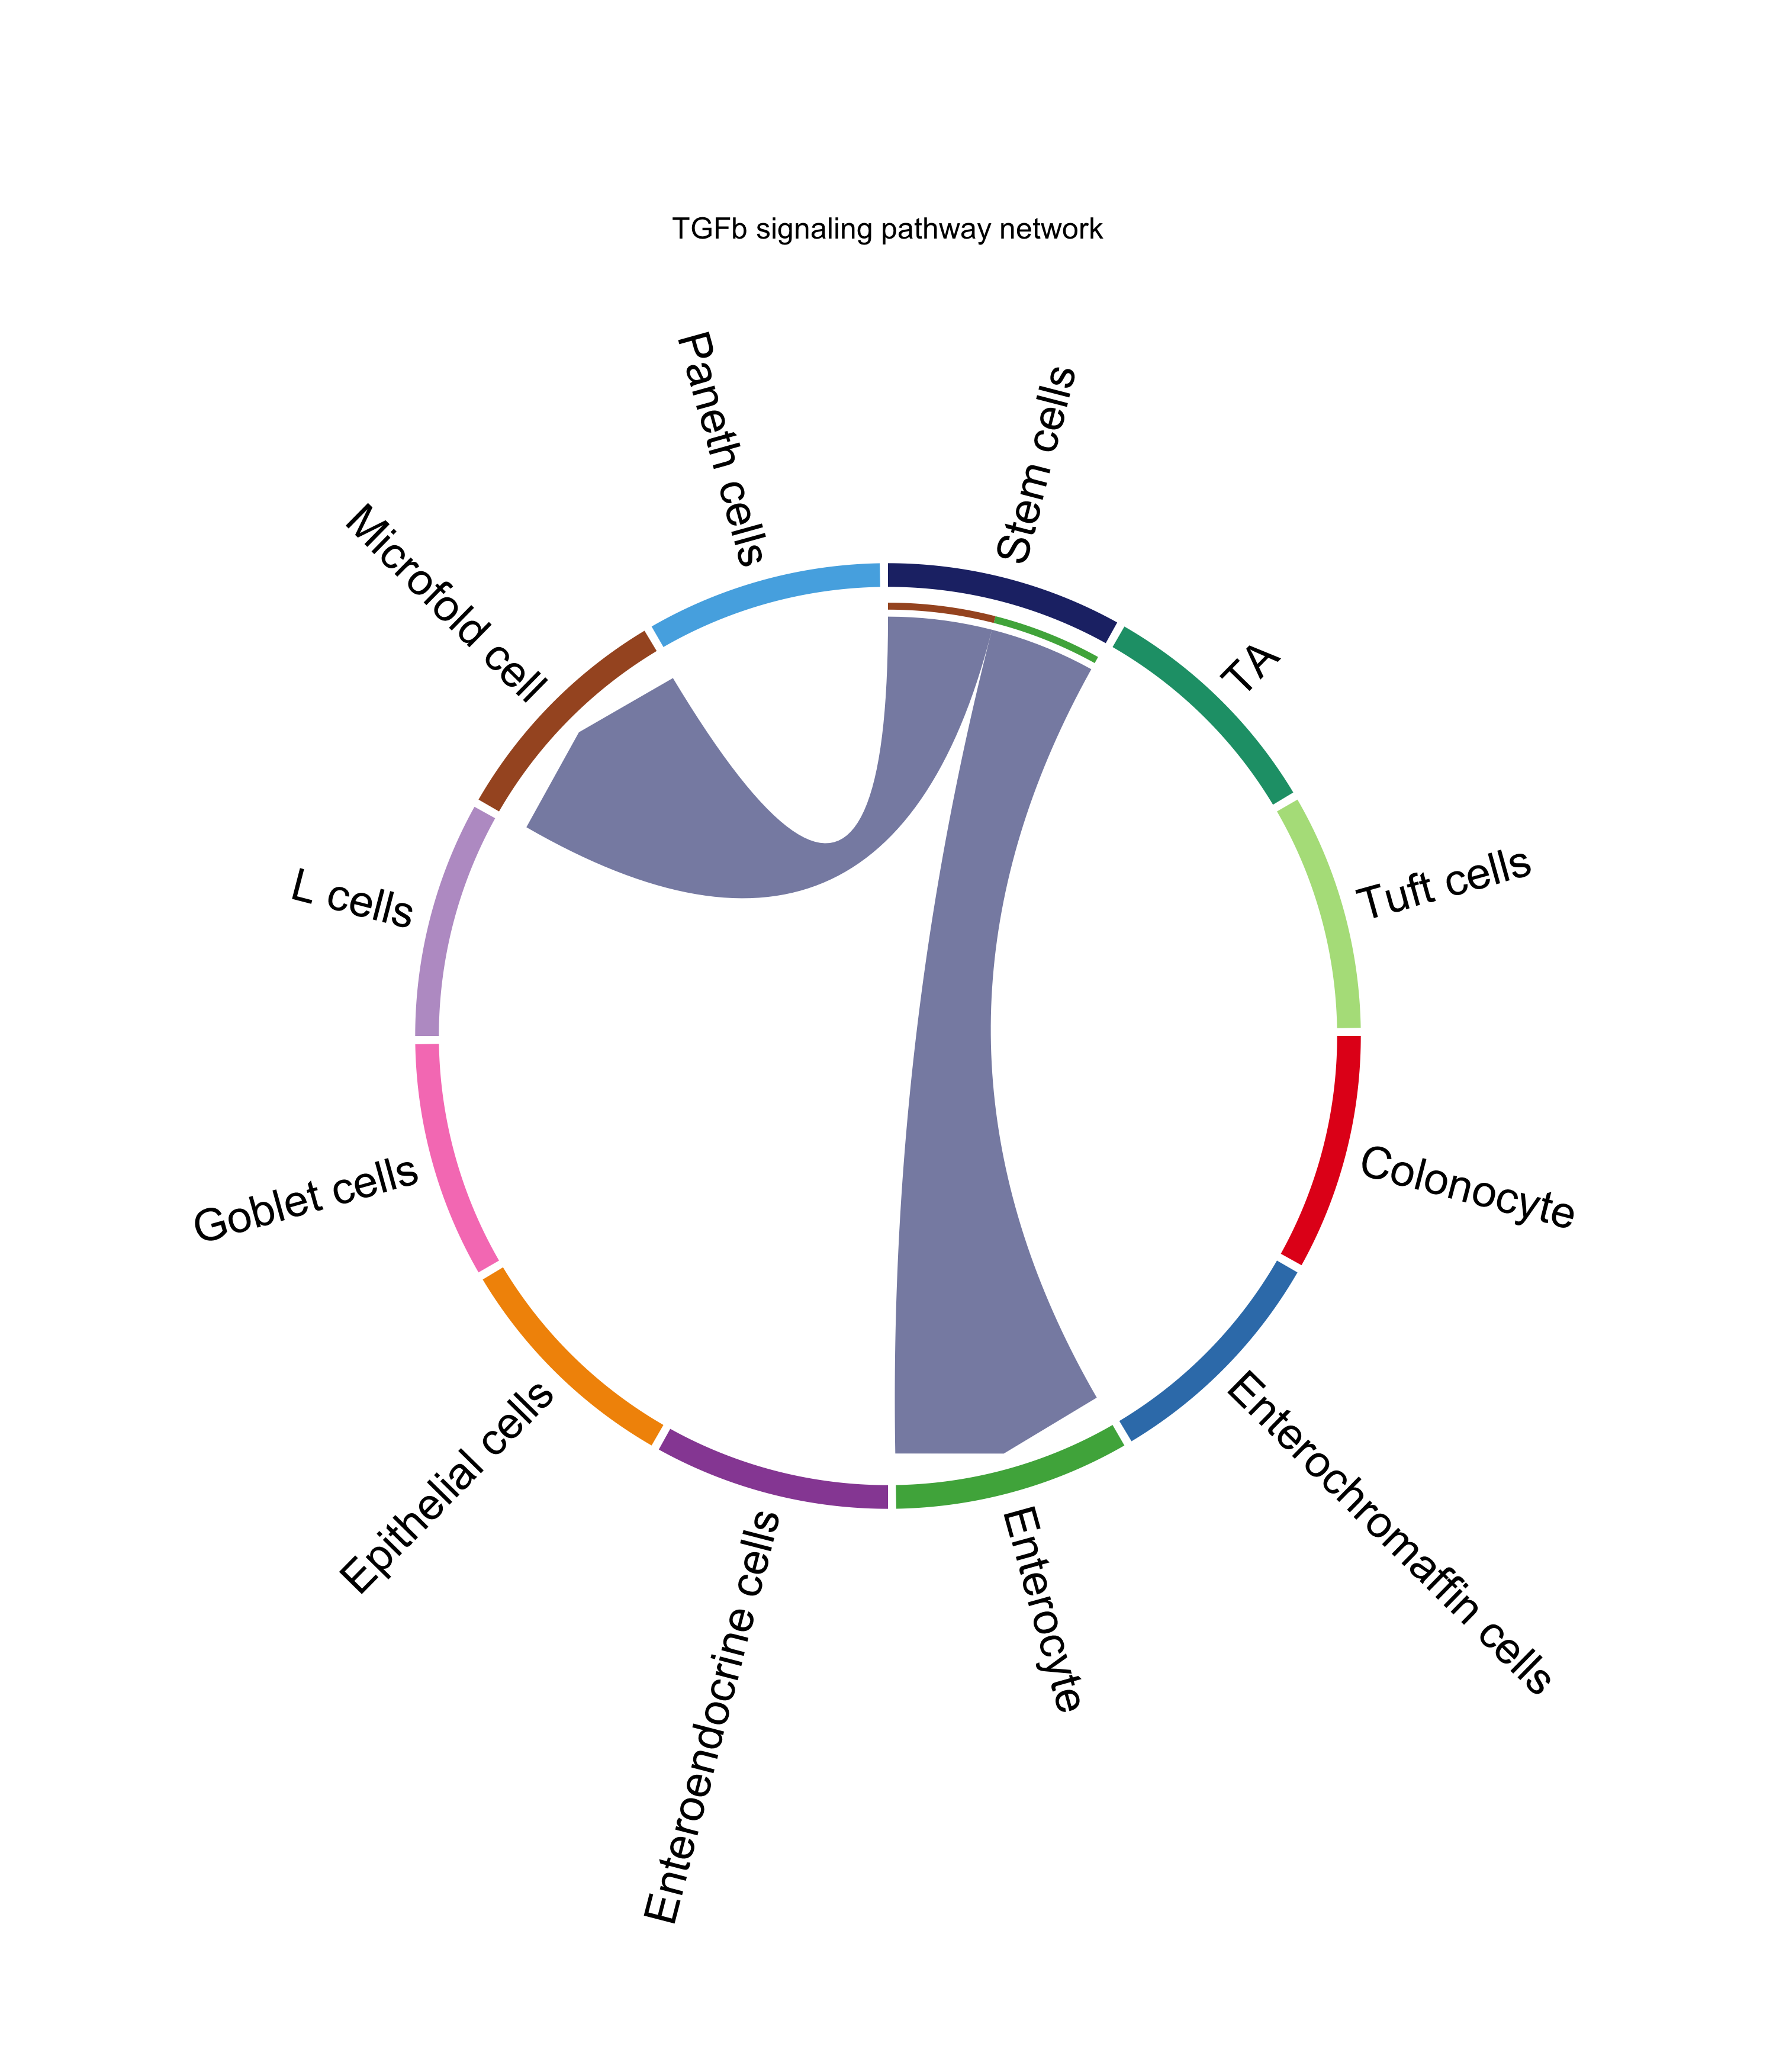 TGFb signaling pathway network
Paneth cells
Stem cells
Microfold cell
TA
L cells
Tuft cells
Goblet cells
Colonocyte
Epithelial cells
Enterochromaffin cells
Enteroendocrine cells
Enterocyte